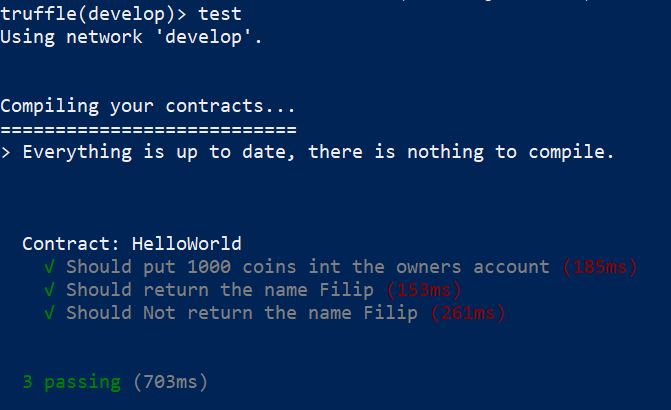 truffle(develop)> test
Using network 'develop'.
Compiling your contracts...
===========================
> Everything is up to date, there is nothing to compile.
Contract: HelloWorld
√ Should put 1000 coins int the owners account (185ms)
√ Should return the name Filip (153ms)
√ Should Not return the name Filip (261ms)
3 passing (703ms)